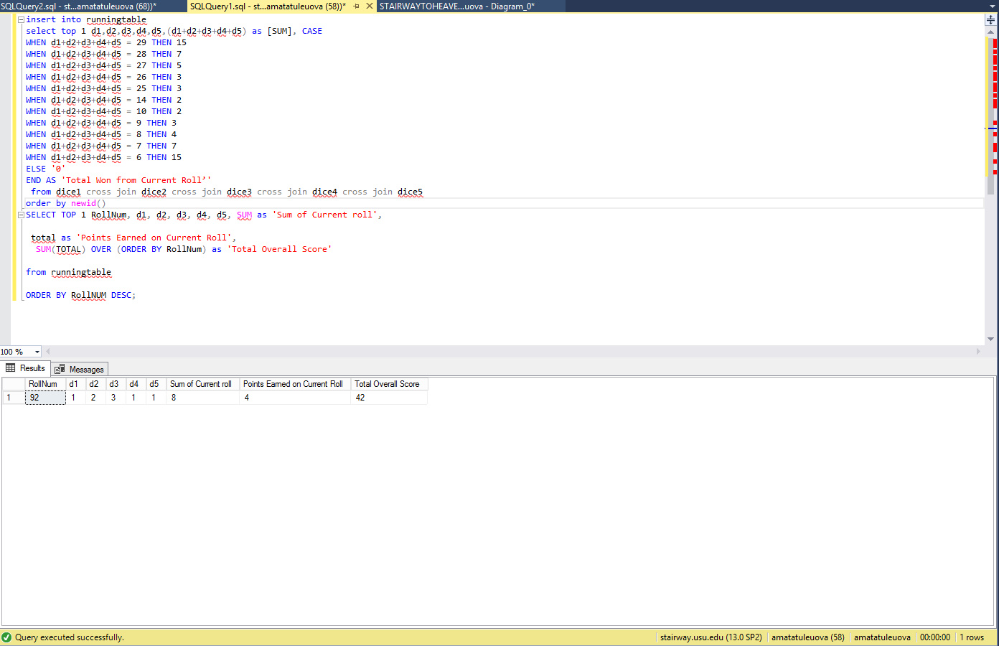 SQLQuery2.sql - st...amatatuleuova (68))* SQLQuery1.sql - st...amatatuleuova (58))* STAIRWAYTOHEAVE...uova - Diagram_0*
insert into runningtable
select top 1 d1,d2,d3,d4,d5,(d1+d2+d3+d4+d5) as [SUM], CASE
WHEN d1+d2+d3+d4+d5 = 29 THEN 15
WHEN d1+d2+d3+d4+d5 = 28 THEN 7
WHEN d1+d2+d3+d4+d5 = 27 THEN 5
WHEN d1+d2+d3+d4+d5 = 26 THEN 3
WHEN d1+d2+d3+d4+d5 = 25 THEN 3
WHEN d1+d2+d3+d4+d5 = 14 THEN 2
WHEN d1+d2+d3+d4+d5 = 10 THEN 2
WHEN d1+d2+d3+d4+d5 = 9 THEN 3
WHEN d1+d2+d3+d4+d5 = 8 THEN 4
WHEN d1+d2+d3+d4+d5 = 7 THEN 7
WHEN d1+d2+d3+d4+d5 = 6 THEN 15
ELSE '0'
END AS 'Total Won from Current Roll’'
from dice1 cross join dice2 cross join dice3 cross join dice4 cross join dice5
order by newid()
SELECT TOP 1 RollNum, d1, d2, d3, d4, d5, SUM as 'Sum of Current roll',
total as 'Points Earned on Current Roll',
SUM(TOTAL) OVER (ORDER BY RollNum) as 'Total Overall Score'
from runningtable
ORDER BY RollNUM DESC;
100 %
Results Messages
RollNum d1 d2 d3 d4 d5 Sum of Current roll Points Earned on Current Roll Total Overall Score
1 92 1 2 3 1 1 8 4 42
Query executed successfully. stairway.usu.edu (13.0 SP2) amatatuleuova (58) amatatuleuova 00:00:00 1 rows